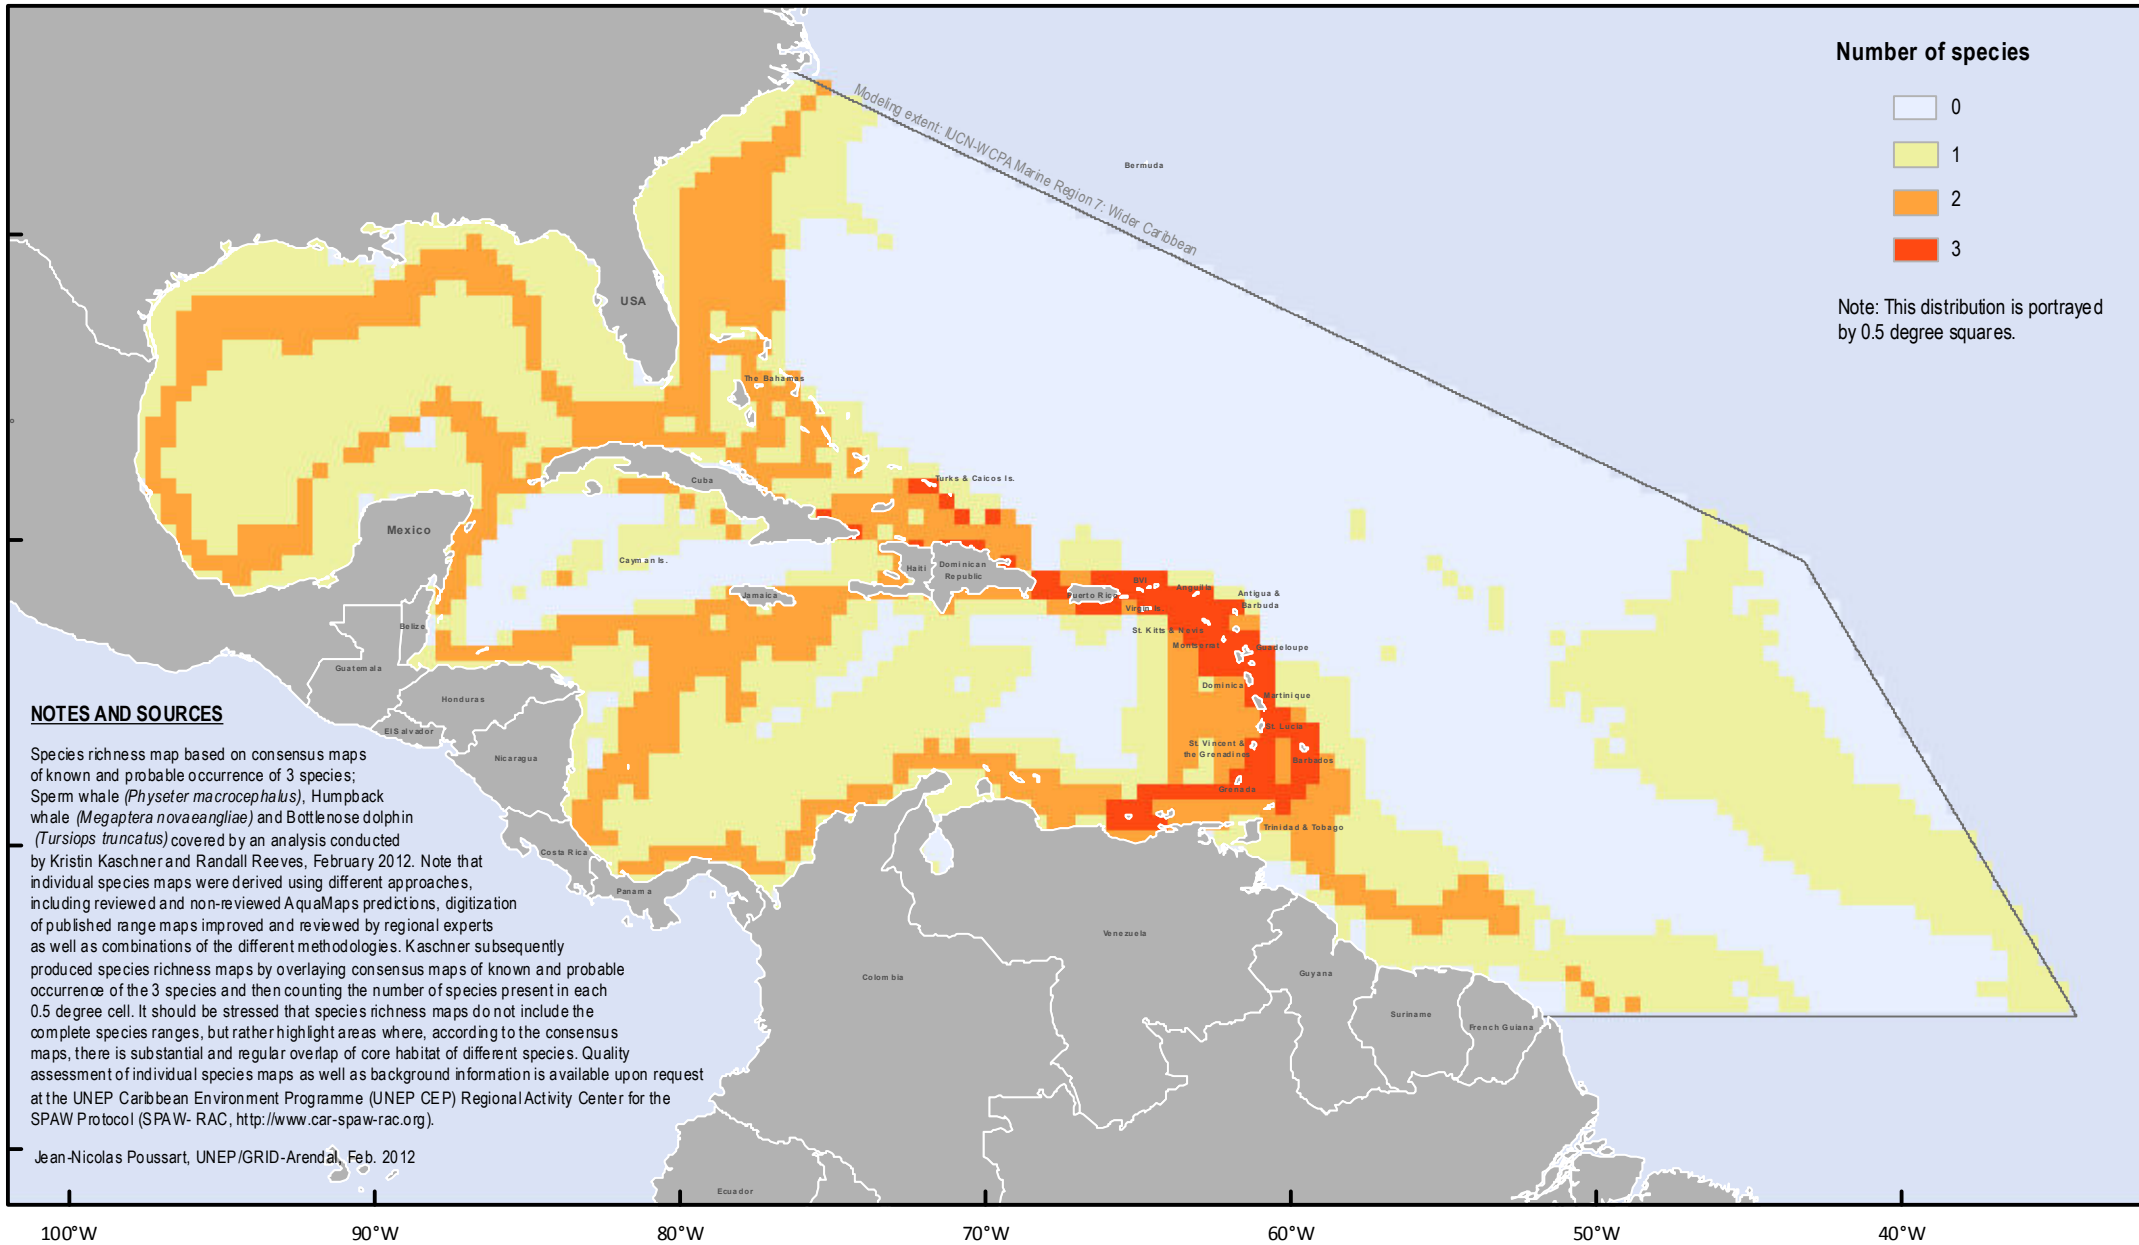 Number of species
0
1
2
3
Note: This distribution is portrayed
by 0.5 degree squares.
Modeling extent: IUCN-WCPA Marine Region 7: Wider Caribbean
Bermuda
USA
The Bahamas
Turks & Caicos Is.
Cuba
Mexico
Cayman Is.
Haiti
Dominican
Republic
Jamaica
Puerto Rico
BVI
Virgin Is.
Anguilla
Antigua &
Barbuda
St. Kitts & Nevis
Montserrat
Guadeloupe
Dominica
Martinique
St. Lucia
St. Vincent &
the Grenadines
Barbados
Grenada
Trinidad & Tobago
Belize
Guatemala
Honduras
El Salvador
Nicaragua
Costa Rica
Panama
Venezuela
Colombia
Guyana
Suriname
French Guiana
Ecuador
NOTES AND SOURCES
Species richness map based on consensus maps
of known and probable occurrence of 3 species;
Sperm whale (Physeter macrocephalus), Humpback
whale (Megaptera novaeangliae) and Bottlenose dolphin
(Tursiops truncatus) covered by an analysis conducted
by Kristin Kaschner and Randall Reeves, February 2012. Note that
individual species maps were derived using different approaches,
including reviewed and non-reviewed AquaMaps predictions, digitization
of published range maps improved and reviewed by regional experts
as well as combinations of the different methodologies. Kaschner subsequently
produced species richness maps by overlaying consensus maps of known and probable
occurrence of the 3 species and then counting the number of species present in each
0.5 degree cell. It should be stressed that species richness maps do not include the
complete species ranges, but rather highlight areas where, according to the consensus
maps, there is substantial and regular overlap of core habitat of different species. Quality
assessment of individual species maps as well as background information is available upon request
at the UNEP Caribbean Environment Programme (UNEP CEP) Regional Activity Center for the
SPAW Protocol (SPAW- RAC, http://www.car-spaw-rac.org).
Jean-Nicolas Poussart, UNEP/GRID-Arendal, Feb. 2012
100°W
90°W
80°W
70°W
60°W
50°W
40°W